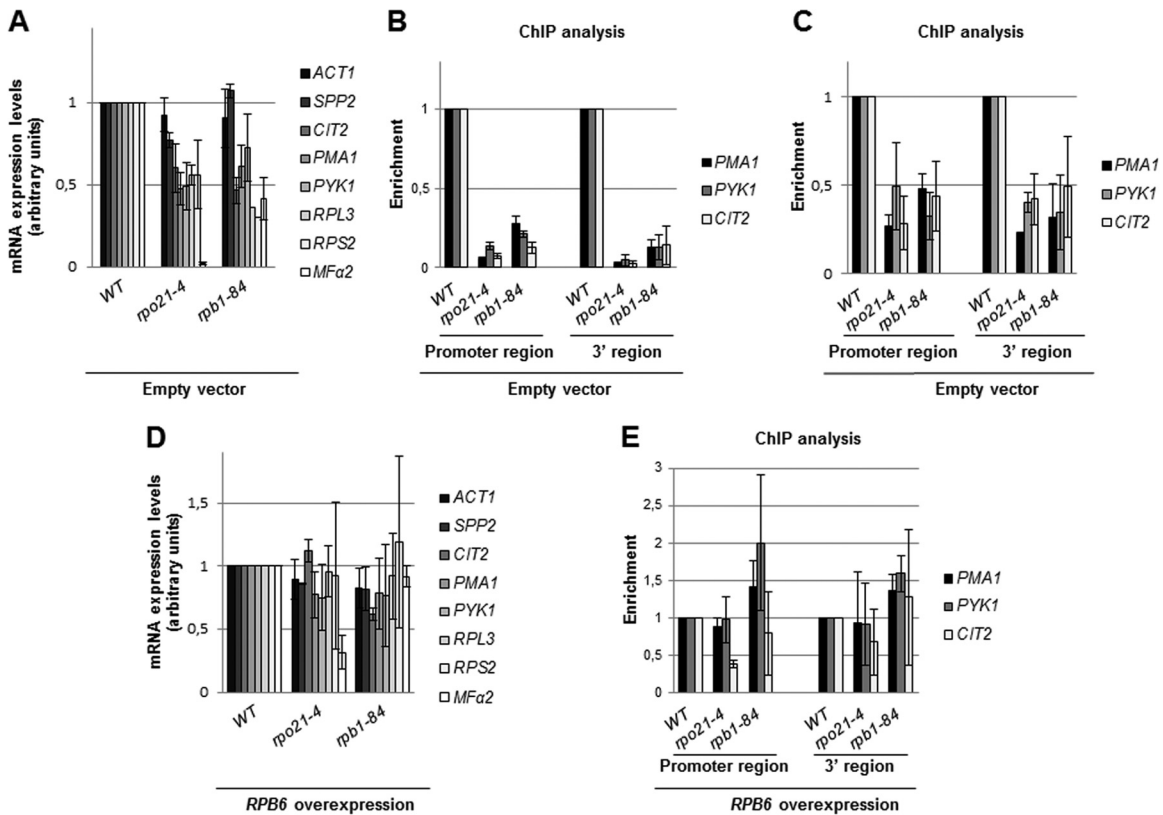 A
mRNA expression levels
(arbitrary units)
1
0,5
0
WT
rpo21-4
rpb1-84
Empty vector
ACT1
SPP2
CIT2
PMA1
PYK1
RPL3
RPS2
MFα2
B
ChIP analysis
Enrichment
1
0,5
0
WT
rpo21-4
rpb1-84
WT
rpo21-4
rpb1-84
Promoter region
3’ region
Empty vector
PMA1
PYK1
CIT2
C
ChIP analysis
Enrichment
1
0,5
0
WT
rpo21-4
rpb1-84
WT
rpo21-4
rpb1-84
Promoter region
3’ region
Empty vector
PMA1
PYK1
CIT2
D
mRNA expression levels
(arbitrary units)
1,5
1
0,5
0
WT
rpo21-4
rpb1-84
RPB6 overexpression
ACT1
SPP2
CIT2
PMA1
PYK1
RPL3
RPS2
MFα2
E
ChIP analysis
Enrichment
3
2,5
2
1,5
1
0,5
0
WT
rpo21-4
rpb1-84
WT
rpo21-4
rpb1-84
Promoter region
3’ region
RPB6 overexpression
PMA1
PYK1
CIT2